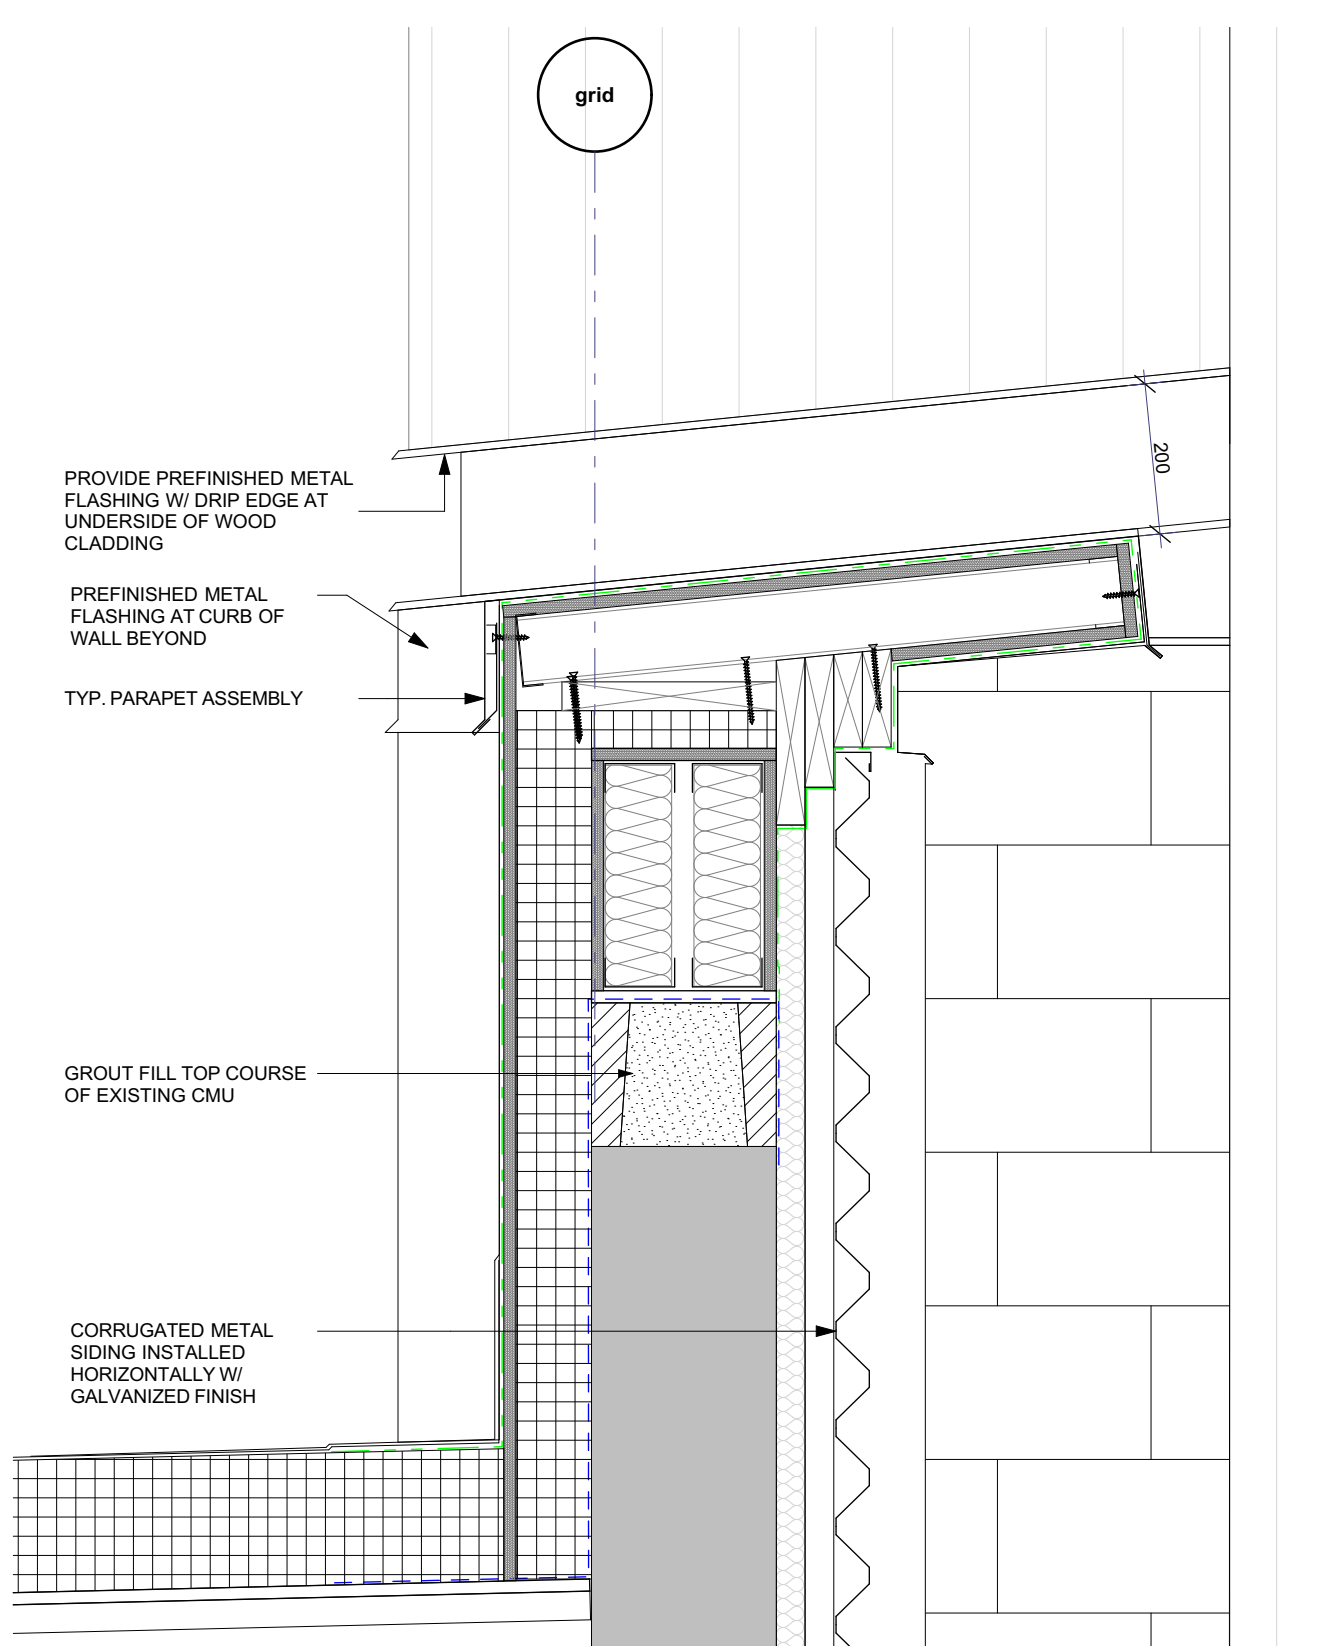 grid
200
PROVIDE PREFINISHED METAL
FLASHING W/ DRIP EDGE AT
UNDERSIDE OF WOOD
CLADDING
PREFINISHED METAL
FLASHING AT CURB OF
WALL BEYOND
TYP. PARAPET ASSEMBLY
GROUT FILL TOP COURSE
OF EXISTING CMU
CORRUGATED METAL
SIDING INSTALLED
HORIZONTALLY W/
GALVANIZED FINISH